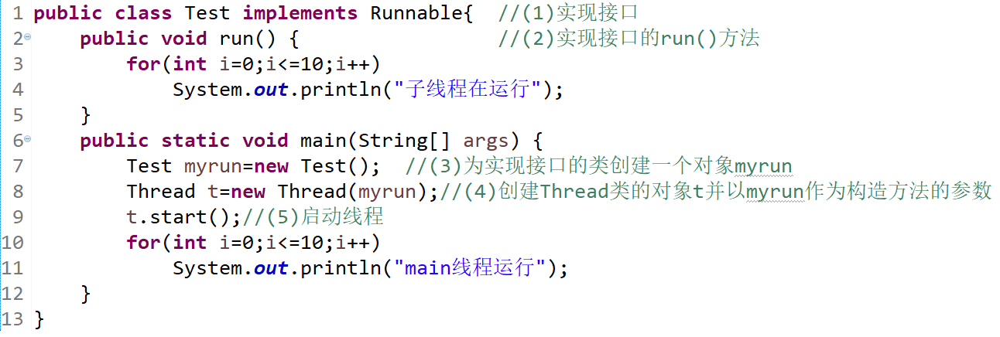 1 public class Test implements Runnable{  //(1)实现接口
2     public void run() {                 //(2)实现接口的run()方法
3         for(int i=0;i<=10;i++)
4             System.out.println("子线程在运行");
5     }
6     public static void main(String[] args) {
7         Test myrun=new Test();  //(3)为实现接口的类创建一个对象myrun
8         Thread t=new Thread(myrun);//(4)创建Thread类的对象t并以myrun作为构造方法的参数
9         t.start();//(5)启动线程
10         for(int i=0;i<=10;i++)
11             System.out.println("main线程运行");
12     }
13 }